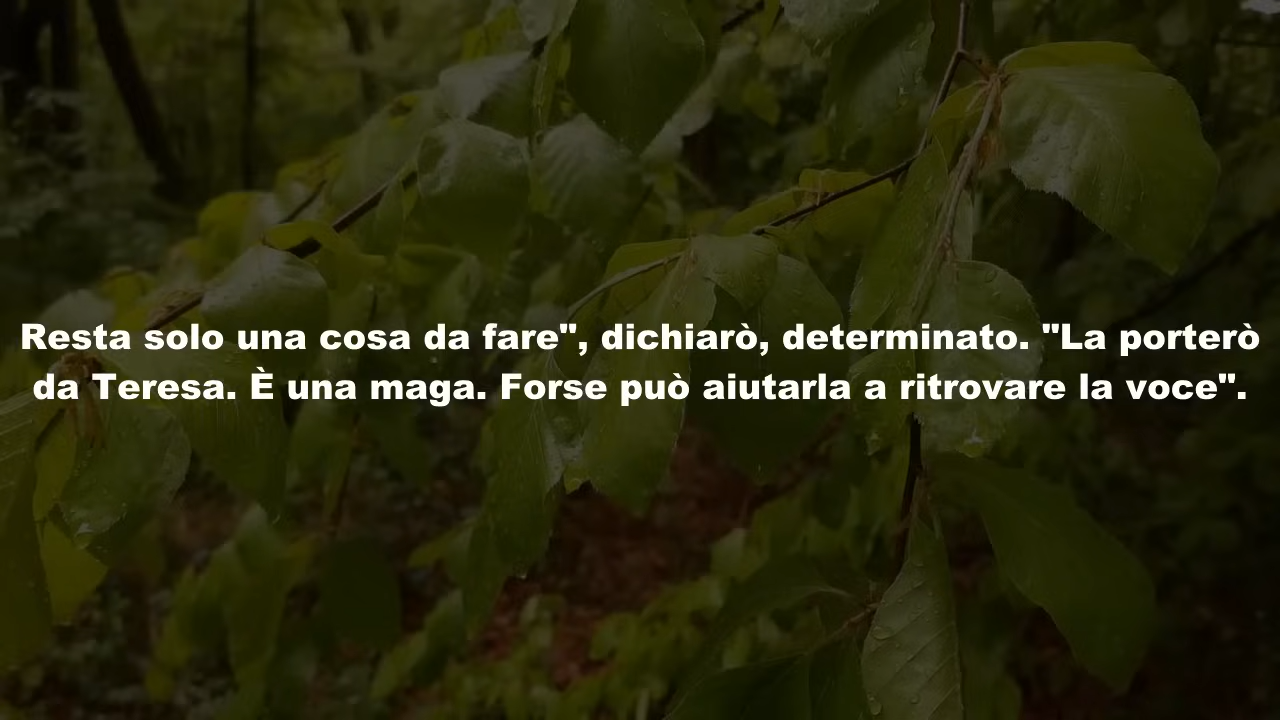 Resta solo una cosa da fare", dichiarò, determinato. "La porterò
da Teresa. È una maga. Forse può aiutarla a ritrovare la voce".